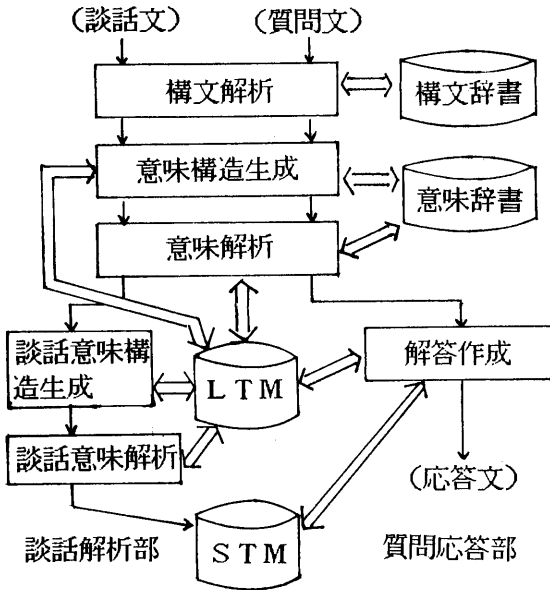 （談話文）
（質問文）
構文解析
構文辞書
意味構造生成
意味辞書
意味解析
談話意味構
造生成
LTM
解答作成
談話意味解析
（応答文）
談話解析部
STM
質問応答部